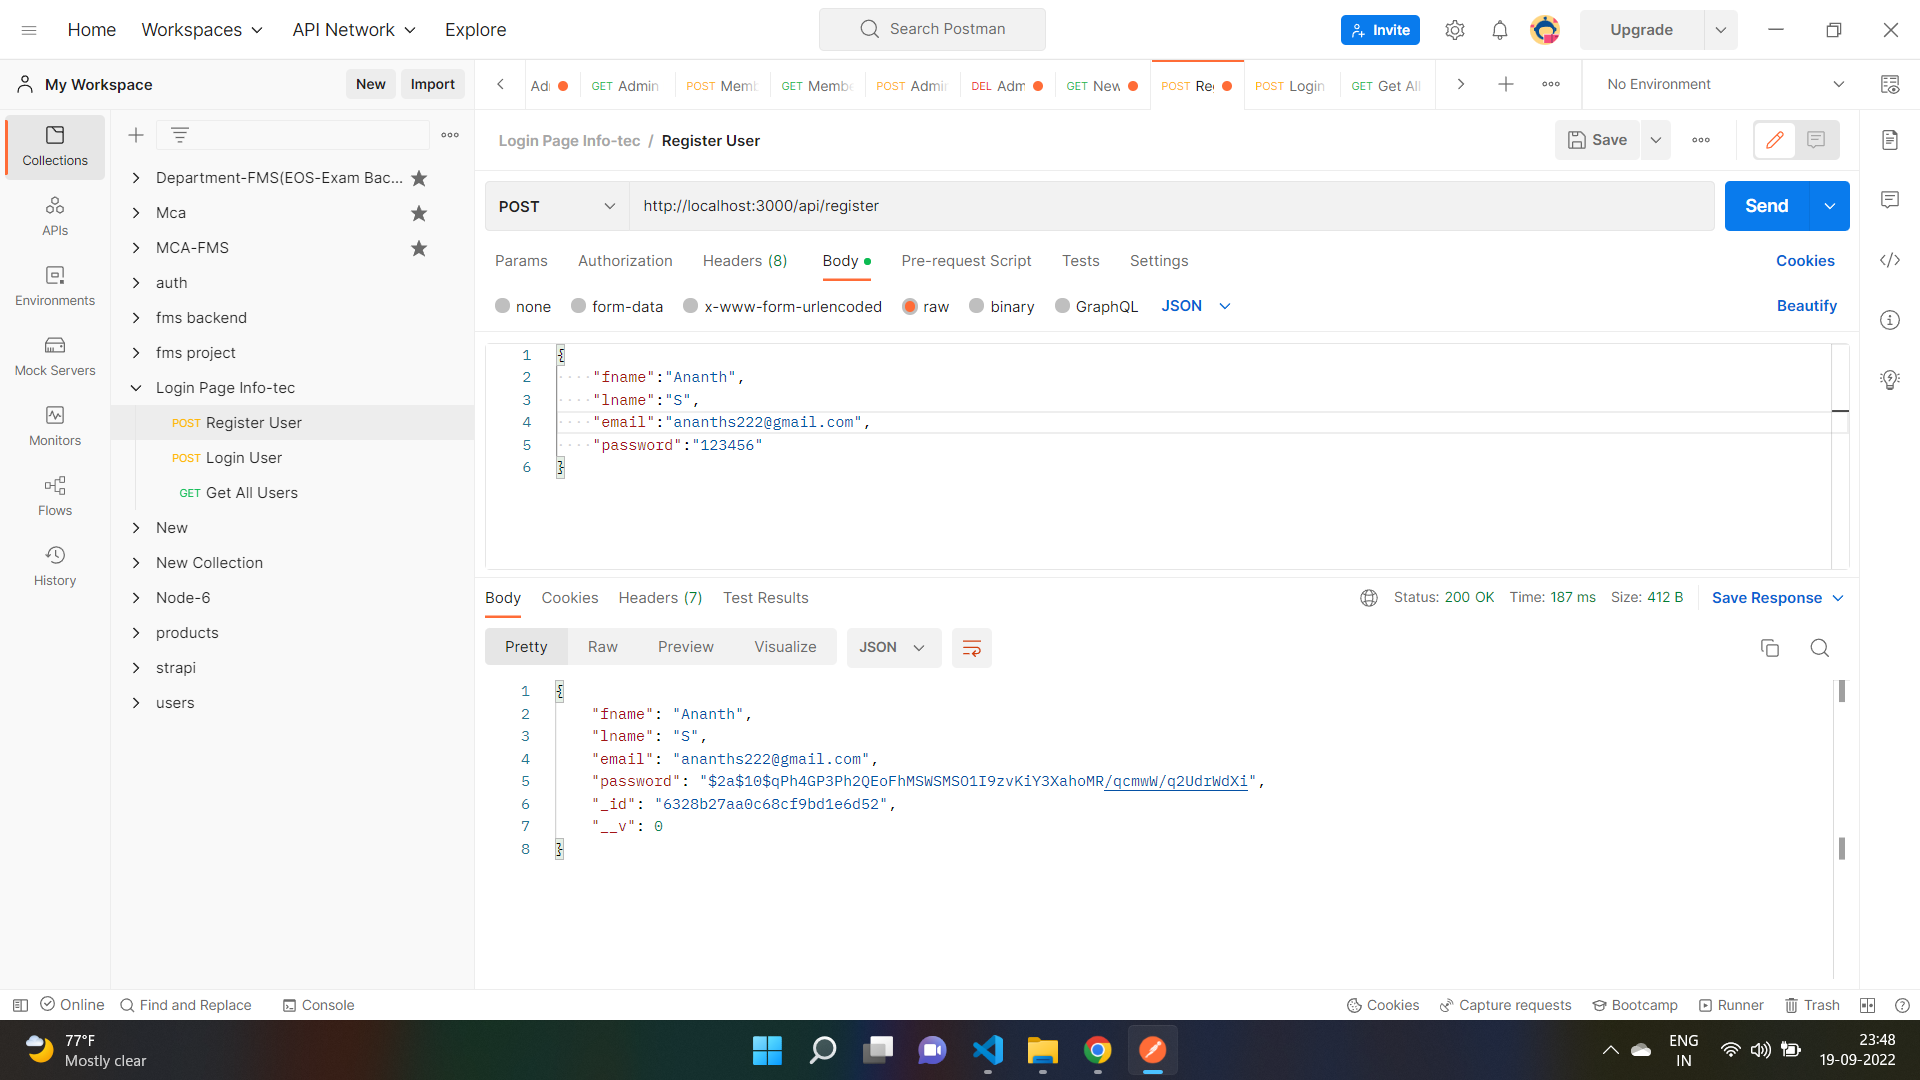 Home
Workspaces
API Network
Explore
Search Postman
Invite
Upgrade
My Workspace
New
Import
GET Admin
POST
GET
POST
DEL
GET New
POST
POST Login
GET Get All
No Environment
Collections
APIs
Environments
Mock Servers
Monitors
Flows
History
Department-FMS(EOS-Exam Bac...
Mca
MCA-FMS
auth
fms backend
fms project
Login Page Info-tec
POST Register User
POST Login User
GET Get All Users
New
New Collection
Node-6
products
strapi
users
Login Page Info-tec / Register User
Save
POST
http://localhost:3000/api/register
Send
Params
Authorization
Headers (8)
Body
Pre-request Script
Tests
Settings
Cookies
none
form-data
x-www-form-urlencoded
raw
binary
GraphQL
JSON
Beautify
1 {
2 "fname":"Ananth",
3 "lname":"S",
4 "email":"ananths222@gmail.com",
5 "password":"123456"
6 }
Body
Cookies
Headers (7)
Test Results
Status: 200 OK
Time: 187 ms
Size: 412 B
Save Response
Pretty
Raw
Preview
Visualize
JSON
1 {
2 "fname": "Ananth",
3 "lname": "S",
4 "email": "ananths222@gmail.com",
5 "password": "$2a$10$qPh4GP3Ph2QEoFhMSWSMSO1I9zvKiY3XahoMR/qcmwW/q2UdrWdXi",
6 "_id": "6328b27aa0c68cf9bd1e6d52",
7 "__v": 0
8 }
Online
Find and Replace
Console
Cookies
Capture requests
Bootcamp
Runner
Trash
77°F
Mostly clear
ENG
IN
23:48
19-09-2022